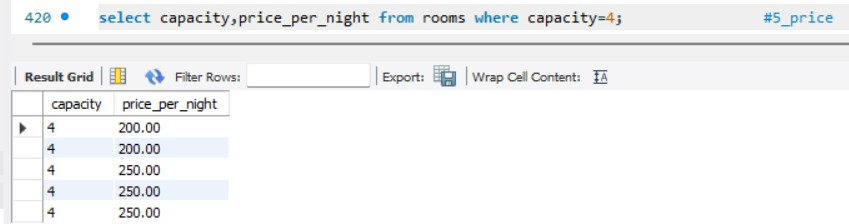 420 select capacity,price_per_night from rooms where capacity=4; #5_price
Result Grid Filter Rows: Export: Wrap Cell Content: IA
capacity price_per_night
4 200.00
4 200.00
4 250.00
4 250.00
4 250.00